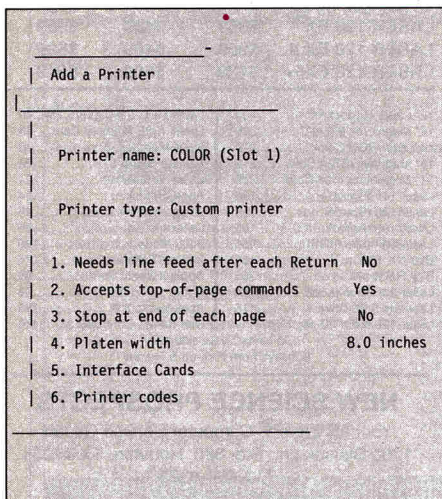 Add a Printer
Printer name: COLOR (Slot 1)
Printer type: Custom printer
1. Needs line feed after each Return No
2. Accepts top-of-page commands Yes
3. Stop at end of each page No
4. Platen width 8.0 inches
5. Interface Cards
6. Printer codes